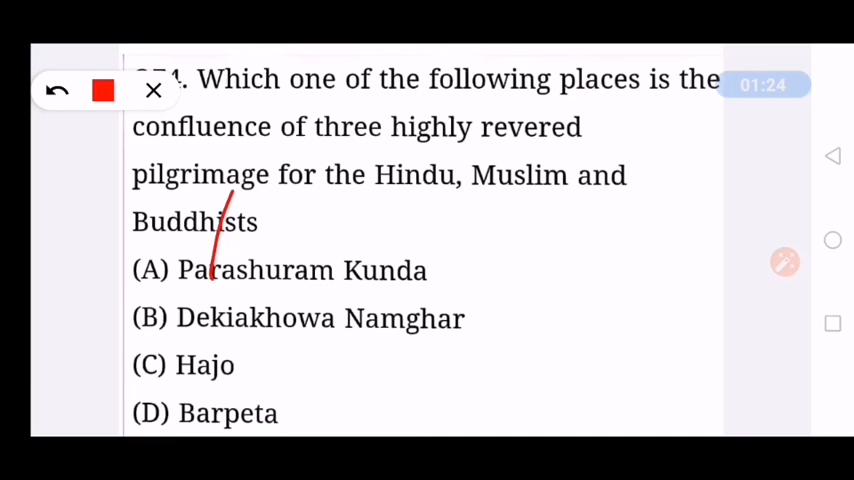 01:24
Which one of the following places is the
confluence of three highly revered
pilgrimage for the Hindu, Muslim and
Buddhists
(A) Parashuram Kunda
(B) Dekiakhowa Namghar
(C) Hajo
(D) Barpeta